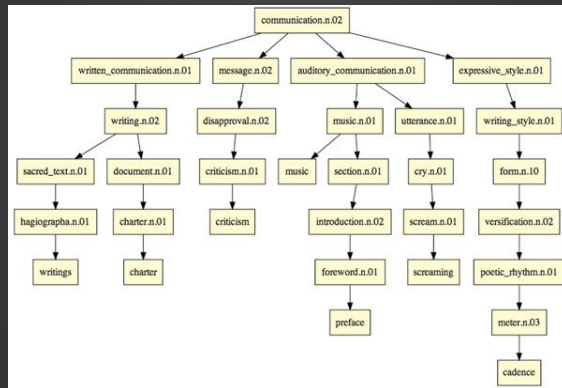 communication.n.02
written_communication.n.01 message.n.02 auditory_communication.n.01 expressive_style.n.01
writing.n.02 disapproval.n.02 music.n.01 utterance.n.01 writing_style.n.01
sacred_text.n.01 document.n.01 criticism.n.01 music section.n.01 cry.n.01 form.n.10
hagiographa.n.01 charter.n.01 criticism introduction.n.02 scream.n.01 versification.n.02
writings charter foreword.n.01 screaming poetic_rhythm.n.01
preface meter.n.03
cadence